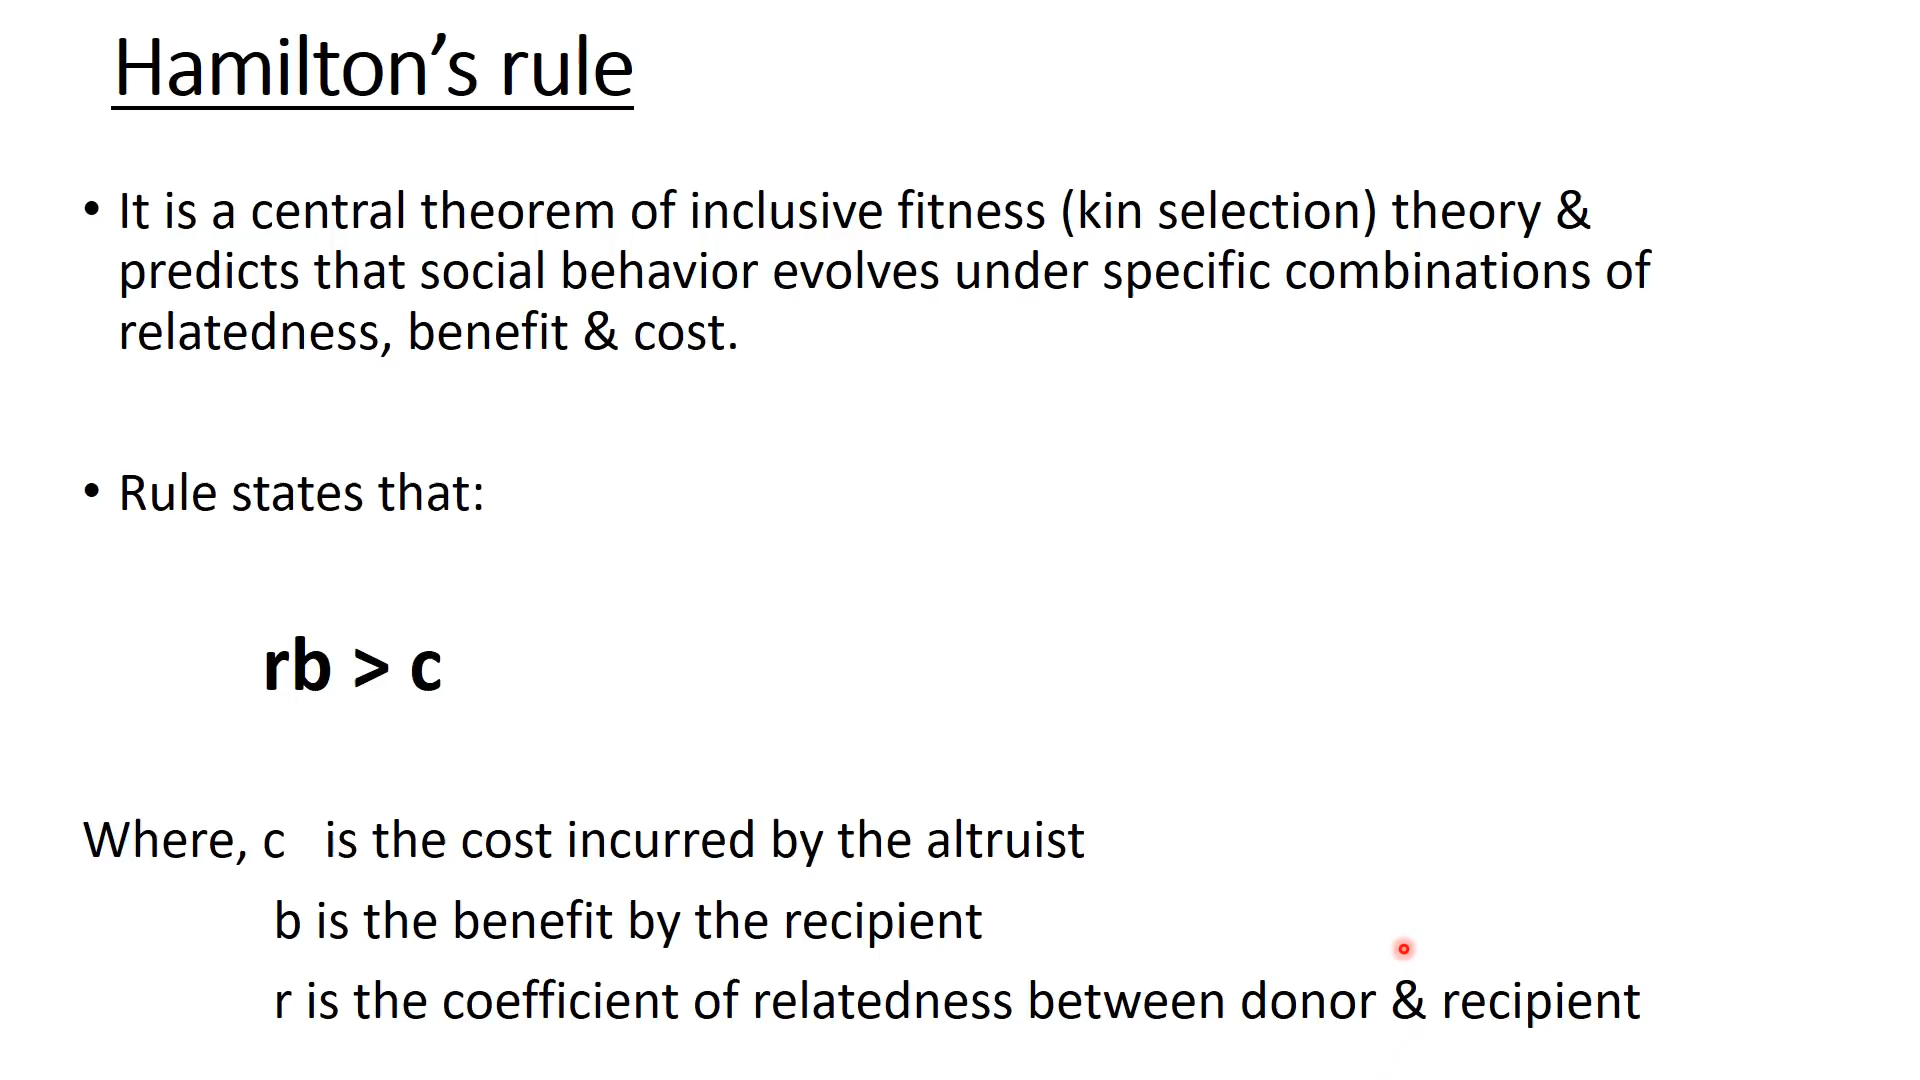 Hamilton’s rule
• It is a central theorem of inclusive fitness (kin selection) theory &
predicts that social behavior evolves under specific combinations of
relatedness, benefit & cost.
• Rule states that:
rb > c
Where, c is the cost incurred by the altruist
b is the benefit by the recipient
r is the coefficient of relatedness between donor & recipient